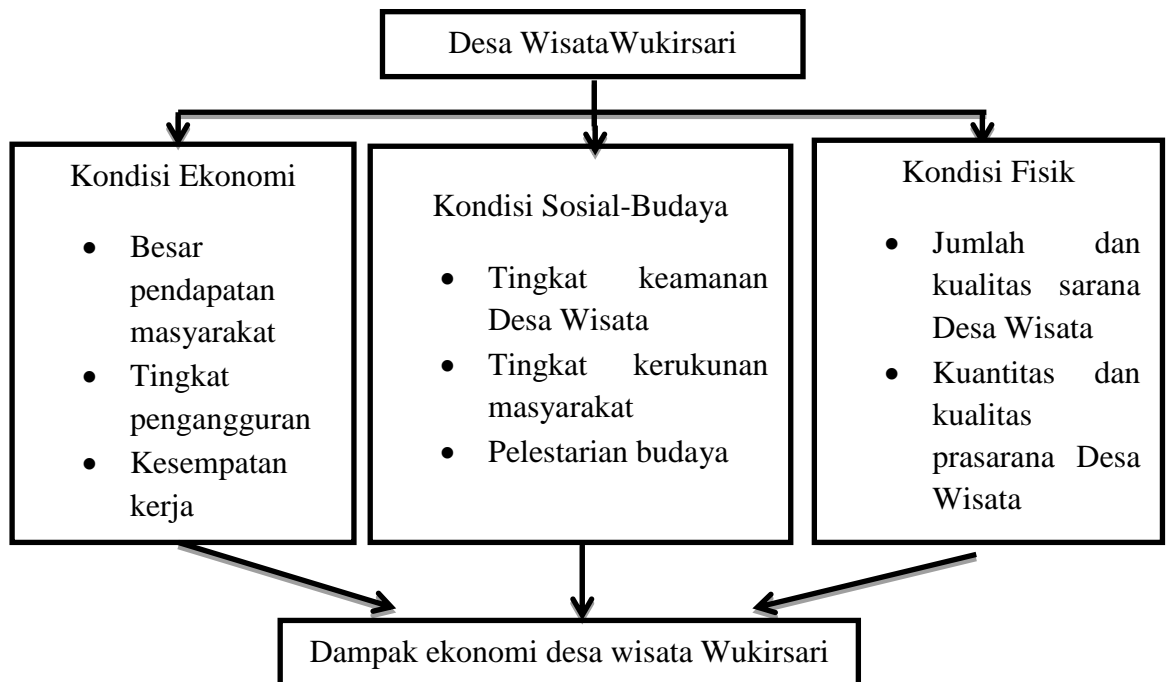 Desa WisataWukirsari
Kondisi Ekonomi
• Besar
pendapatan
masyarakat
• Tingkat
pengangguran
• Kesempatan
kerja
Kondisi Sosial-Budaya
• Tingkat keamanan
Desa Wisata
• Tingkat kerukunan
masyarakat
• Pelestarian budaya
Kondisi Fisik
• Jumlah dan
kualitas sarana
Desa Wisata
• Kuantitas dan
kualitas
prasarana Desa
Wisata
Dampak ekonomi desa wisata Wukirsari